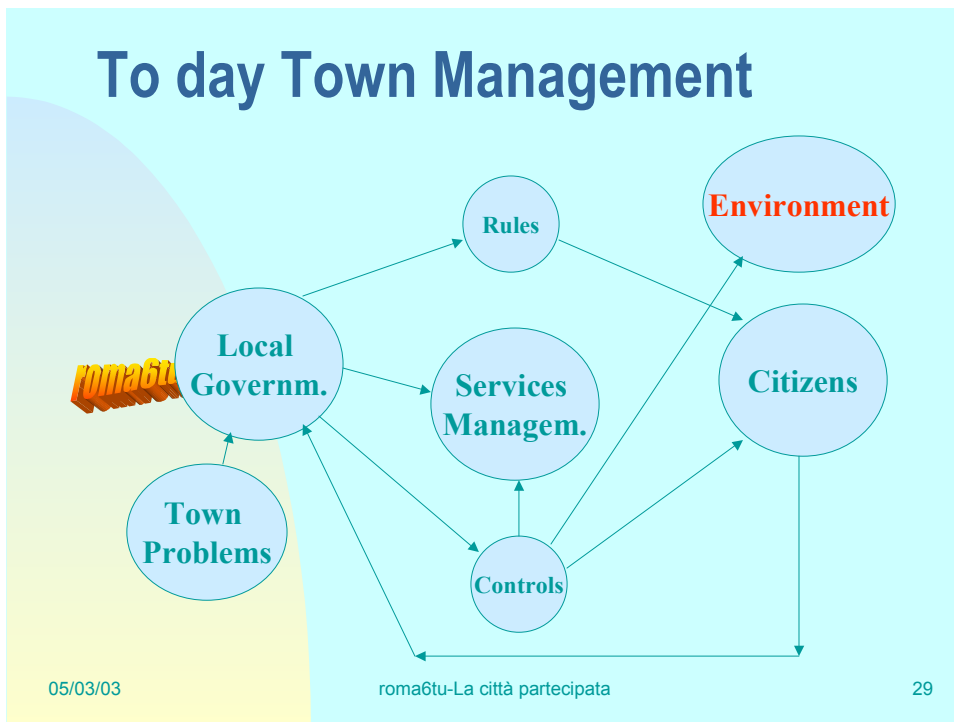 To day Town Management
Environment
Rules
Local
Governm.
Services
Managem.
Citizens
roma6tu
Town
Problems
Controls
05/03/03
roma6tu-La città partecipata
29